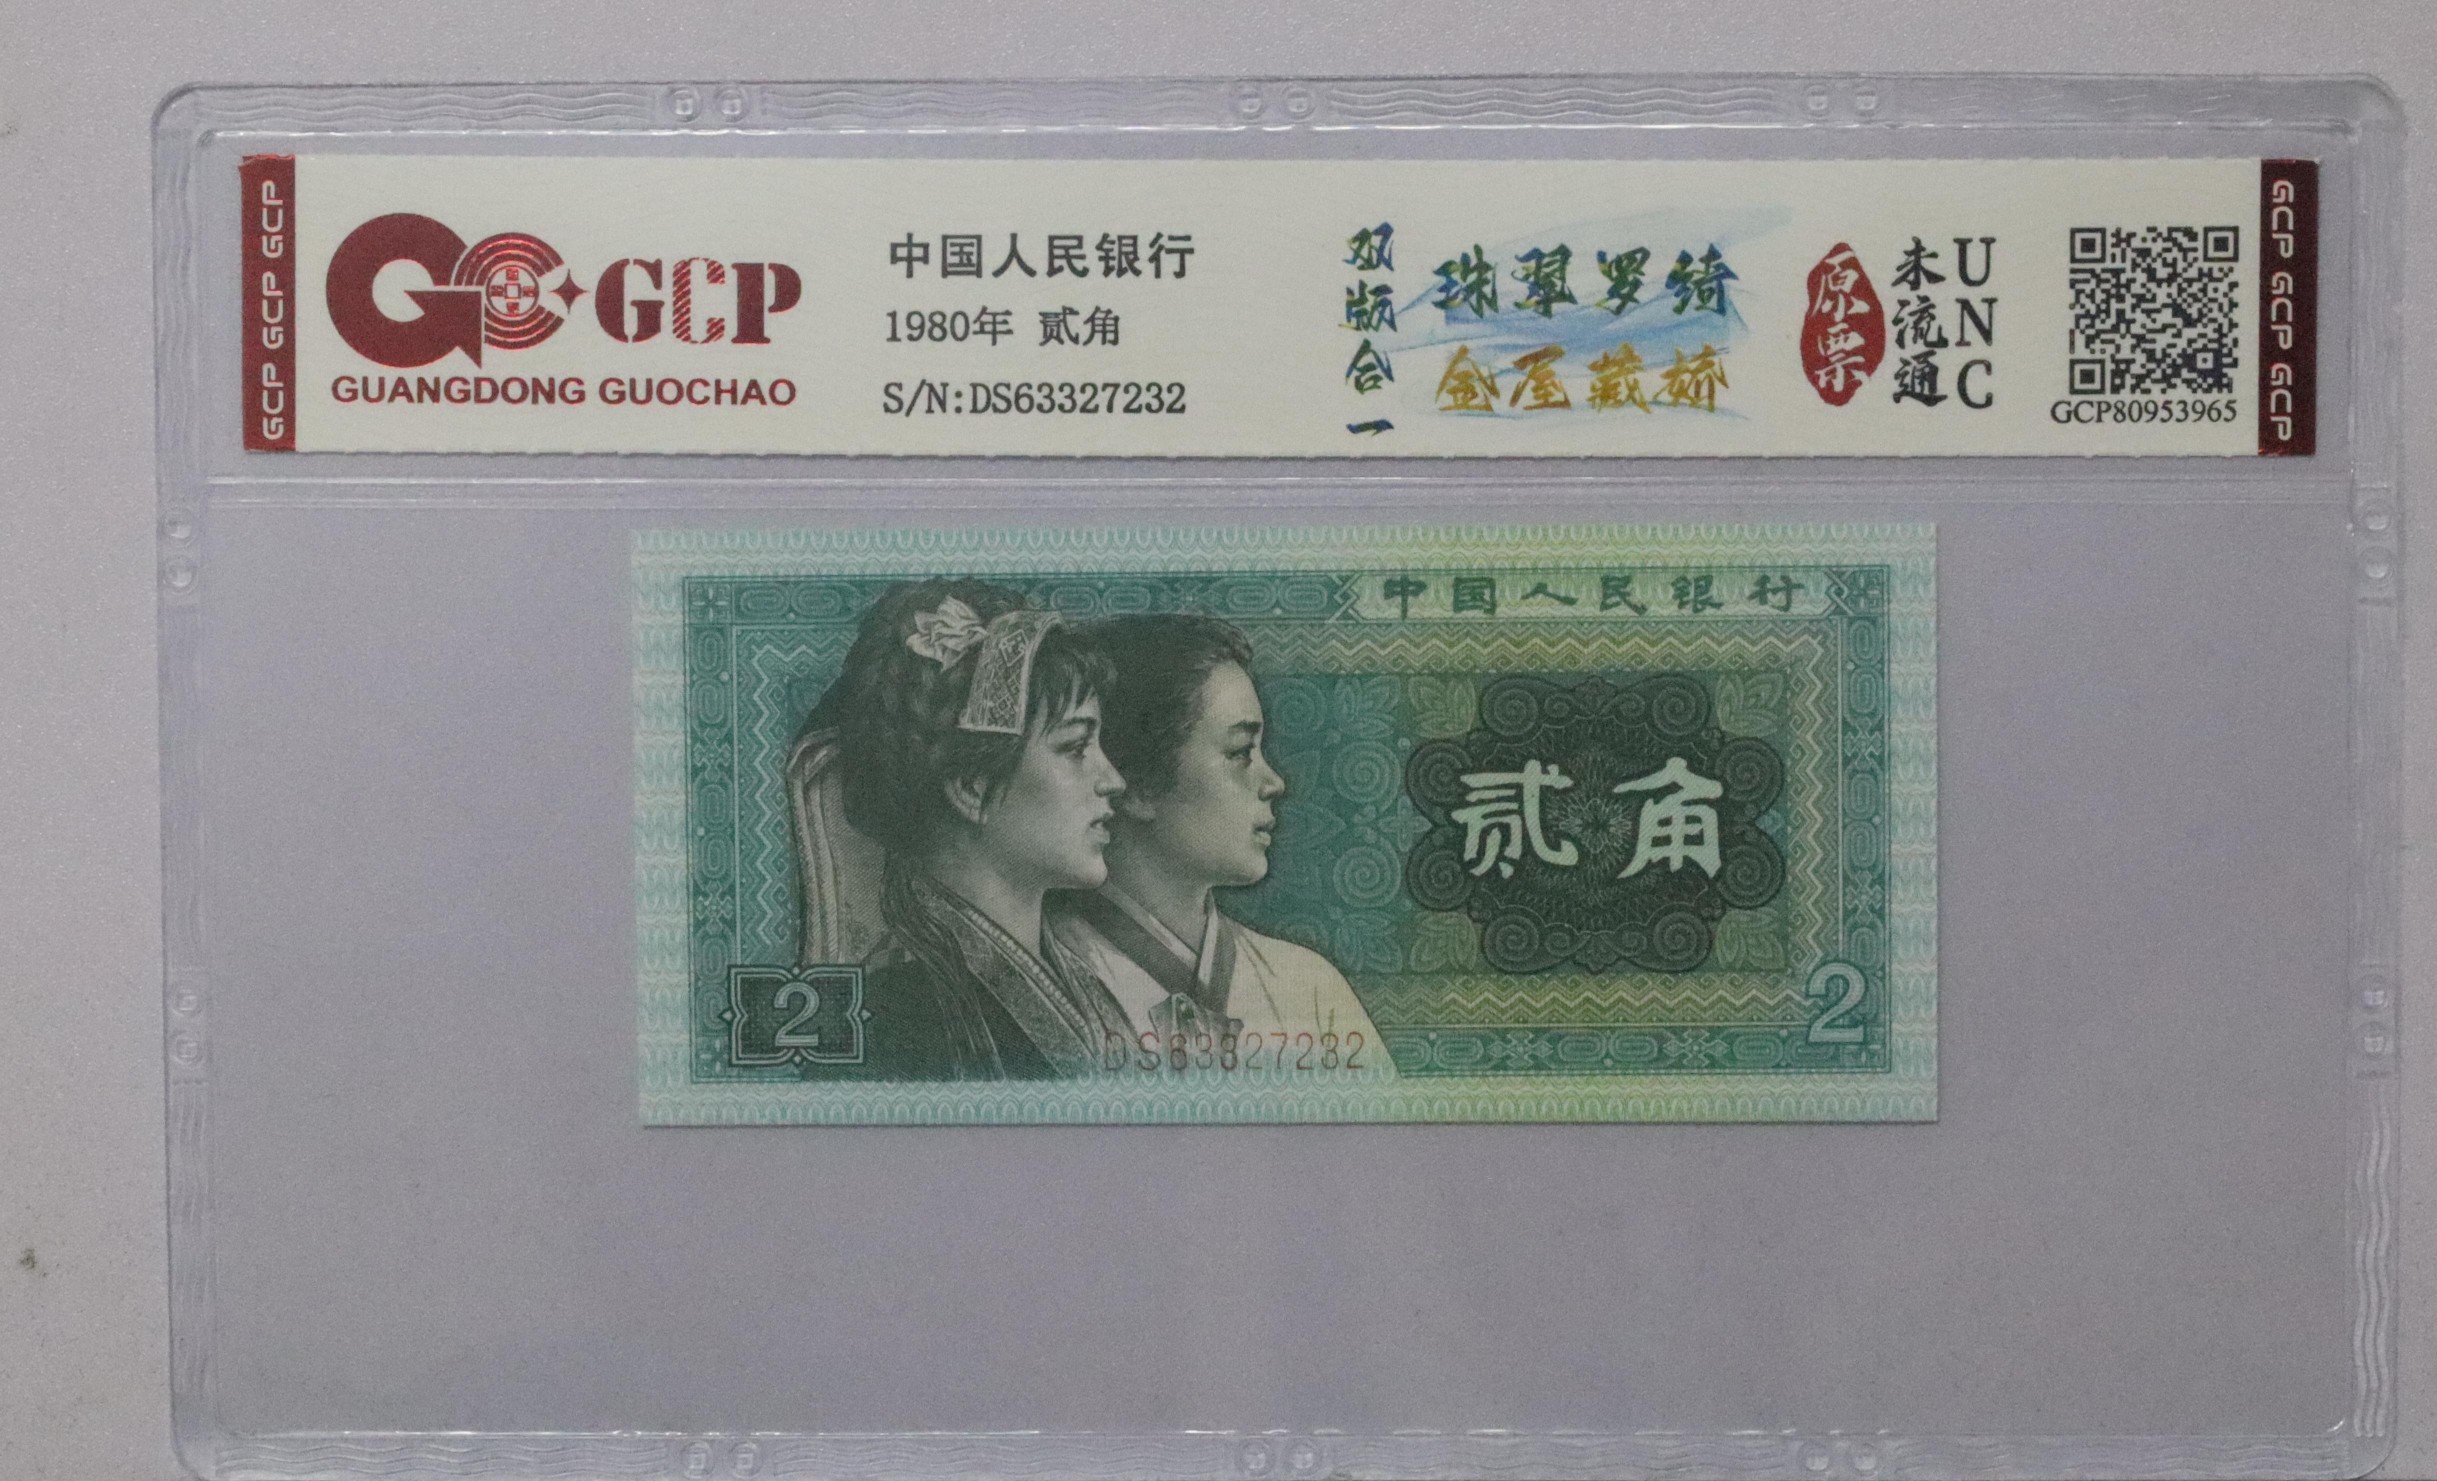 GCP GCP GCP
GCP
GUANGDONG GUOCHAO
中国人民银行
1980年 贰角
S/N:DS63327232
双版合一
珠翠罗绮
金屋藏娇
原票
未流通
UNC
GCP80953965
GCP GCP GCP
中国人民银行
贰角
2
2
DS63327232